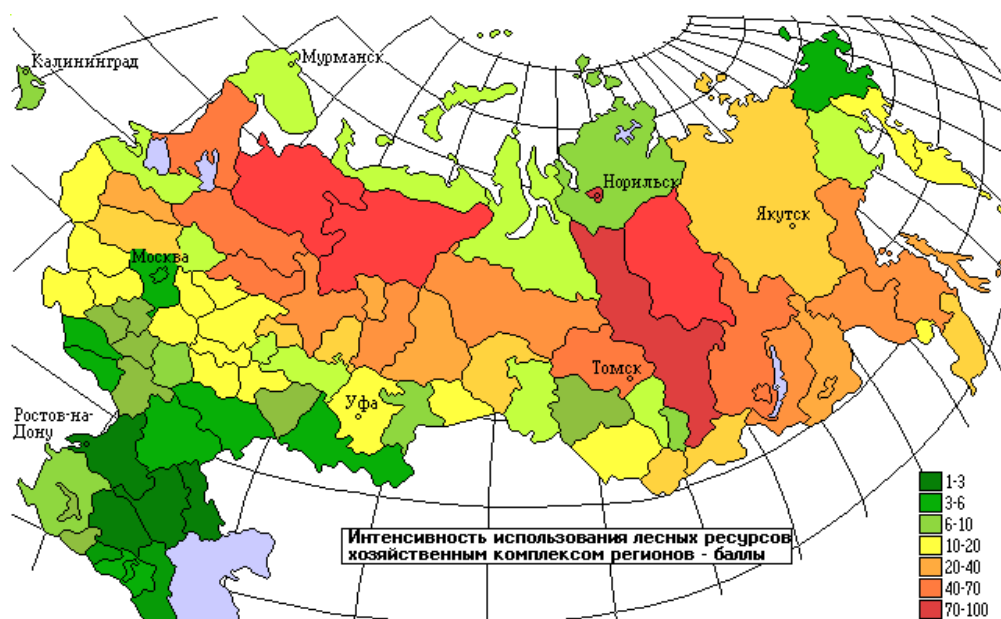 Калининград
Мурманск
Норильск
Якутск
Москва
Томск
Уфа
Ростов-на-
Дону
1-3
3-6
6-10
10-20
20-40
40-70
70-100
Интенсивность использования лесных ресурсов
хозяйственным комплексом регионов - баллы